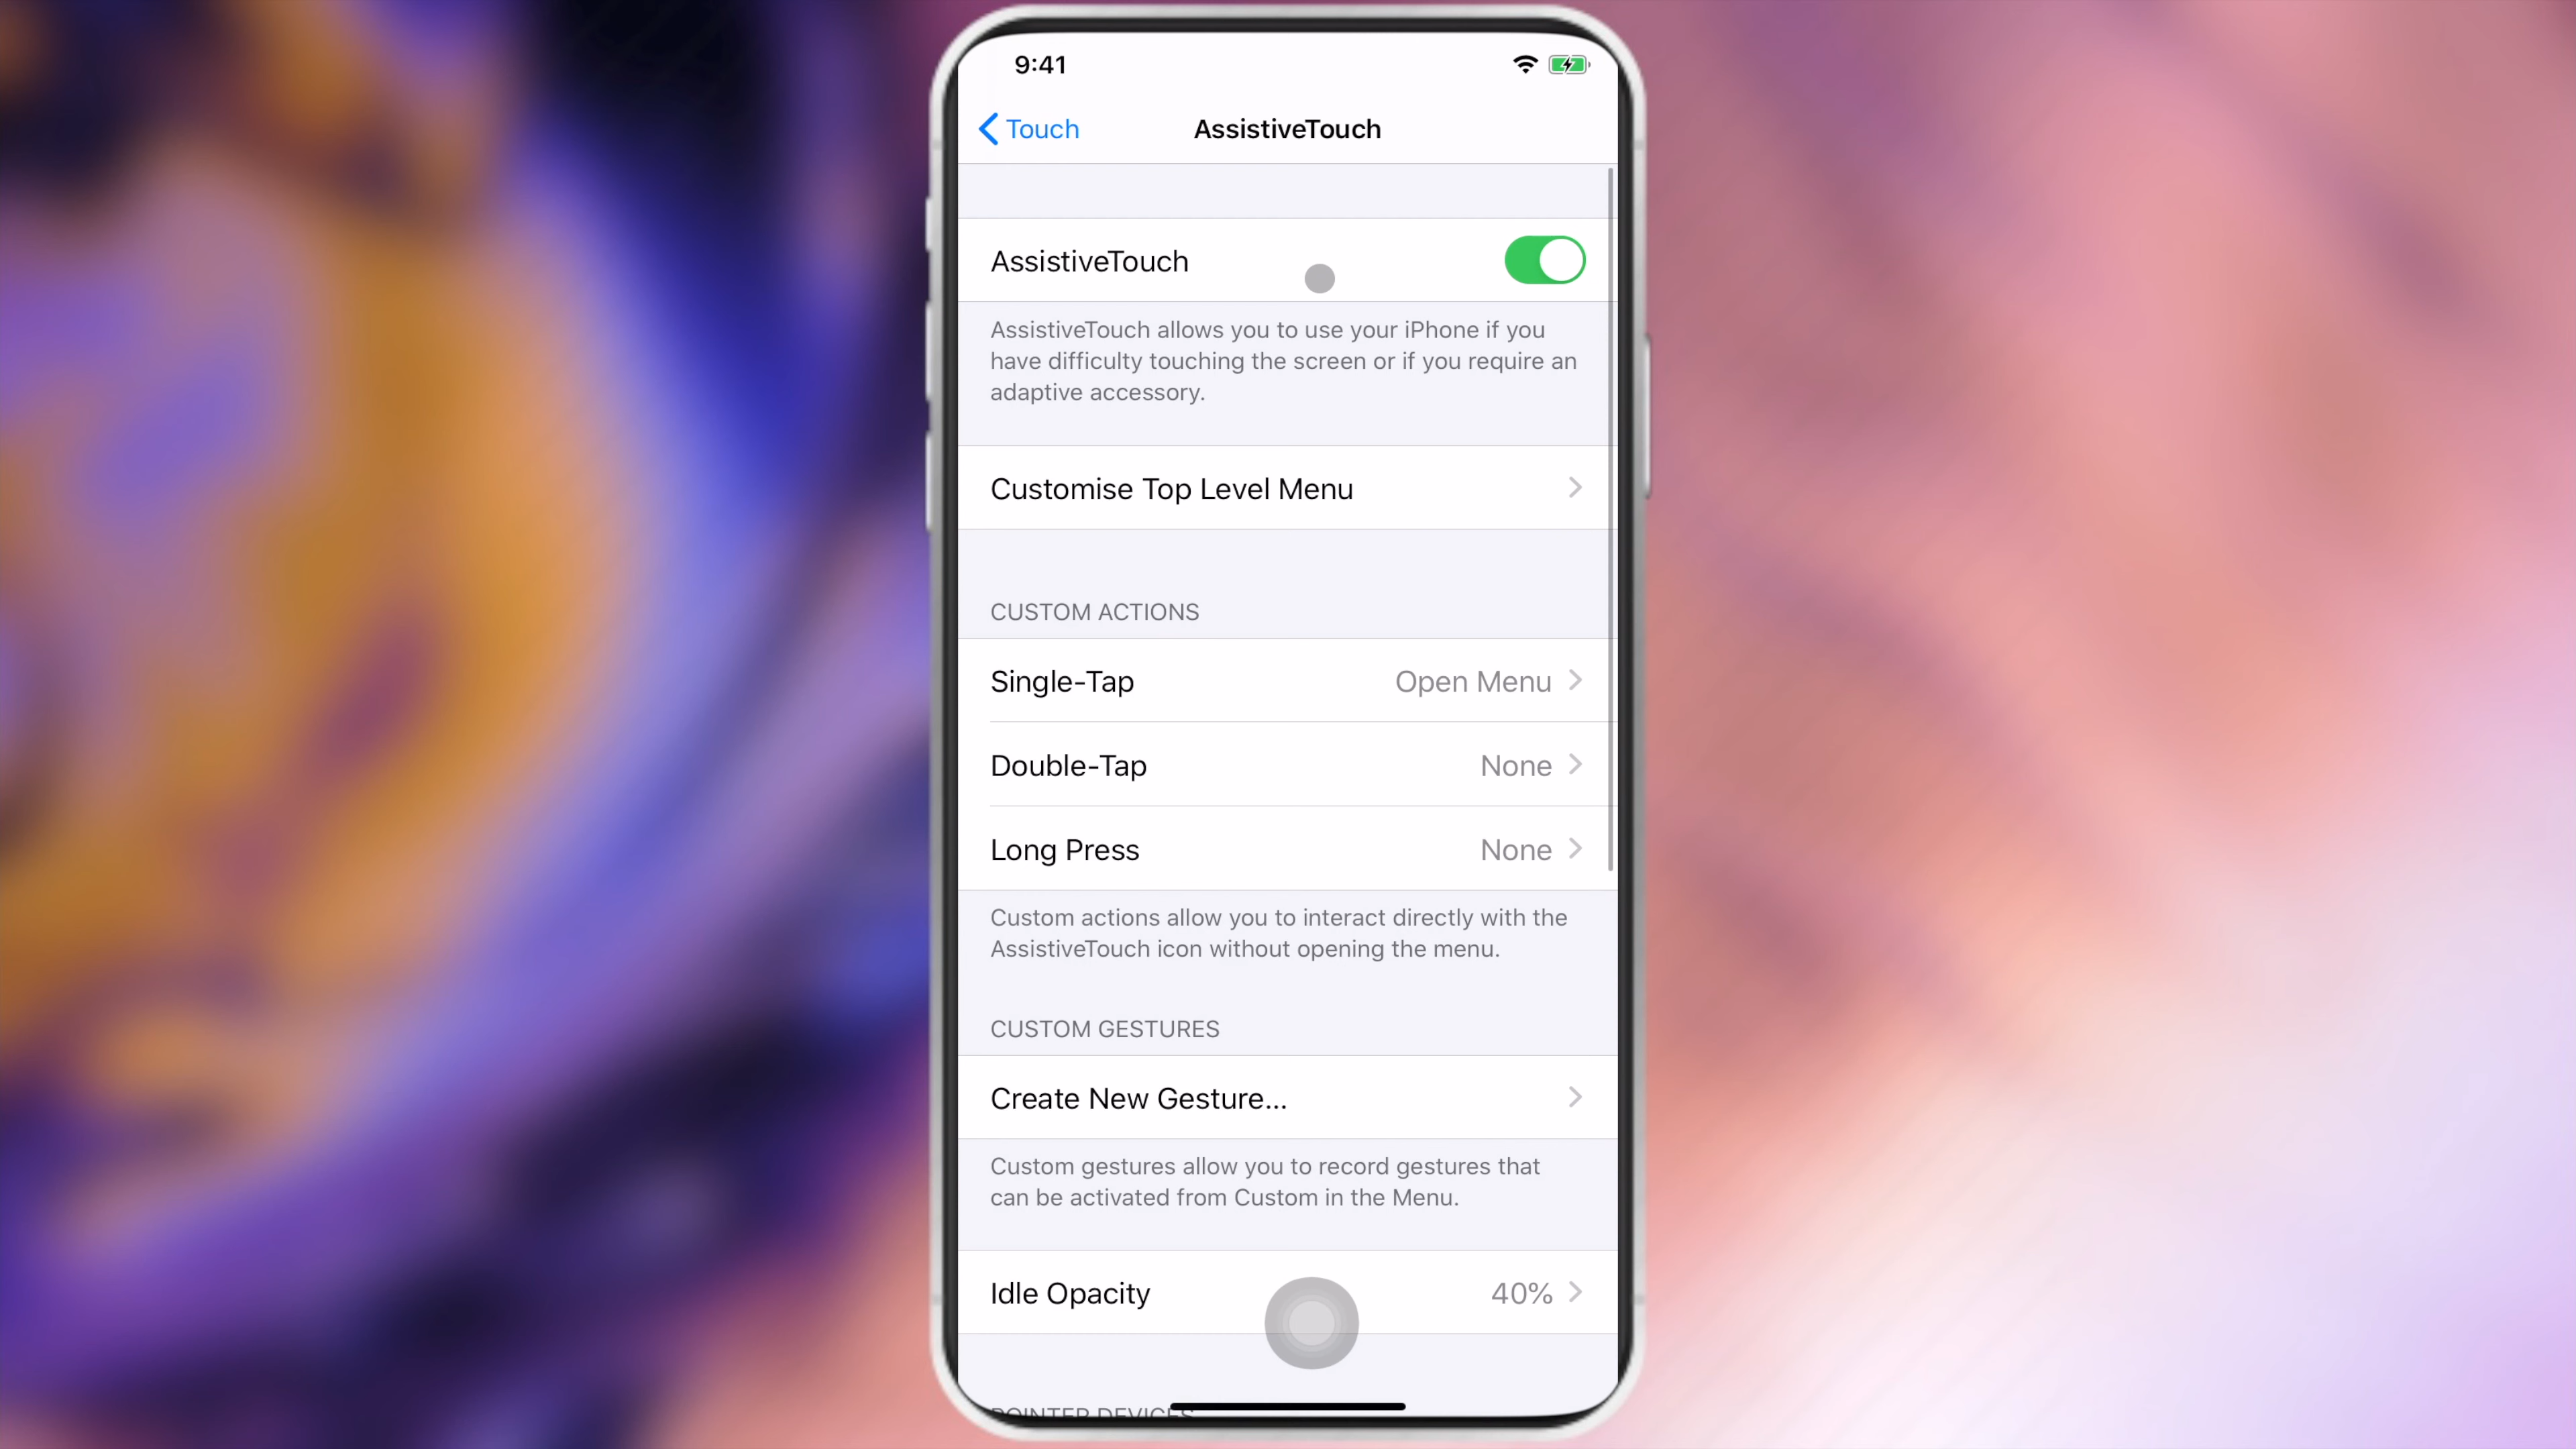 9:41
Touch
AssistiveTouch
AssistiveTouch
AssistiveTouch allows you to use your iPhone if you
have difficulty touching the screen or if you require an
adaptive accessory.
Customise Top Level Menu
CUSTOM ACTIONS
Single-Tap Open Menu
Double-Tap None
Long Press None
Custom actions allow you to interact directly with the
AssistiveTouch icon without opening the menu.
CUSTOM GESTURES
Create New Gesture...
Custom gestures allow you to record gestures that
can be activated from Custom in the Menu.
Idle Opacity 40%
POINTER DEVICES